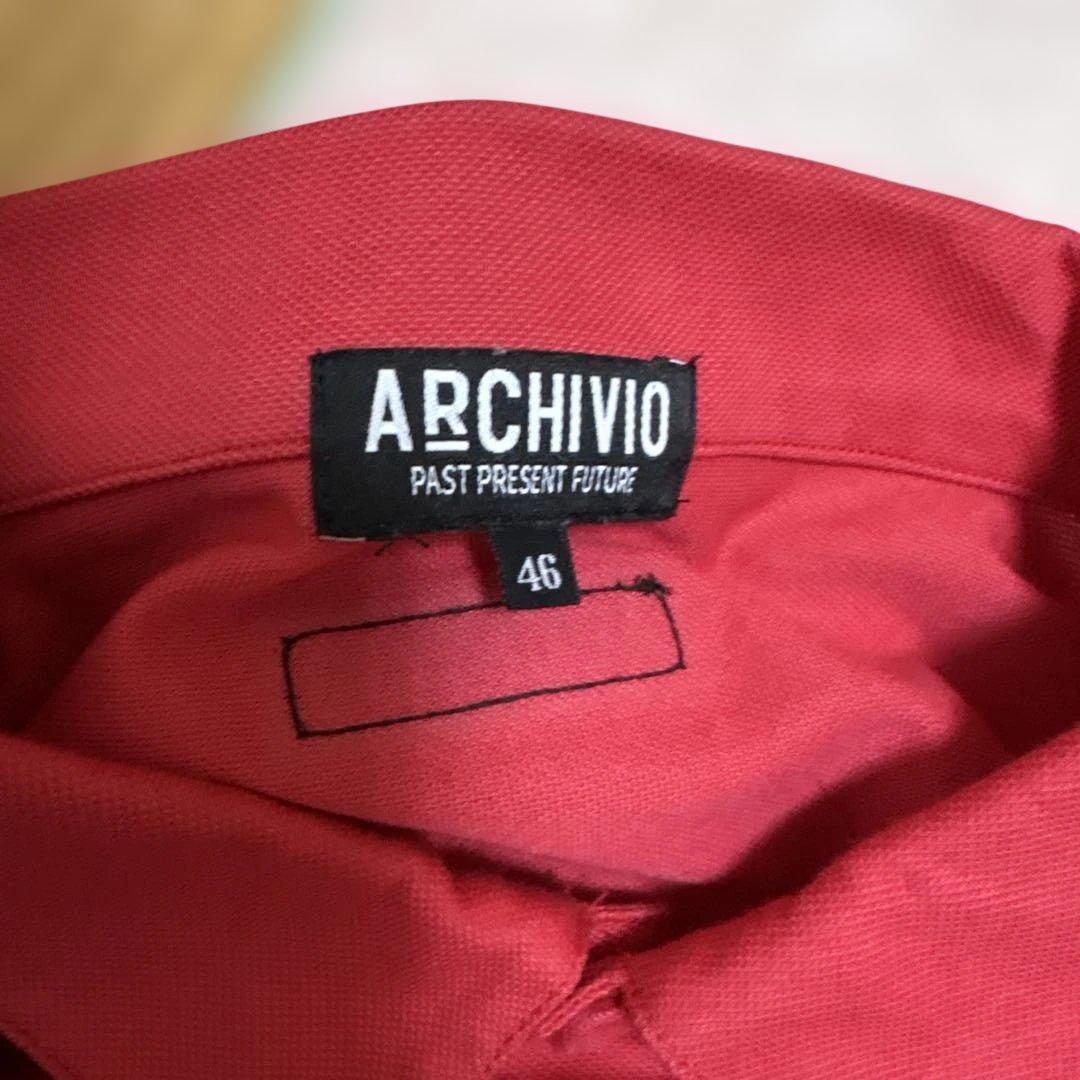 ARCHIVIO
PAST PRESENT FUTURE
46